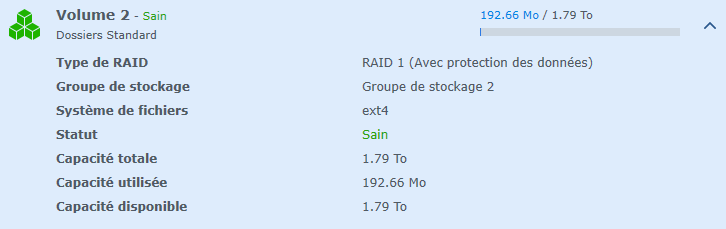 Volume 2 - Sain
192.66 Mo / 1.79 To
Dossiers Standard
Type de RAID RAID 1 (Avec protection des données)
Groupe de stockage Groupe de stockage 2
Système de fichiers ext4
Statut Sain
Capacité totale 1.79 To
Capacité utilisée 192.66 Mo
Capacité disponible 1.79 To